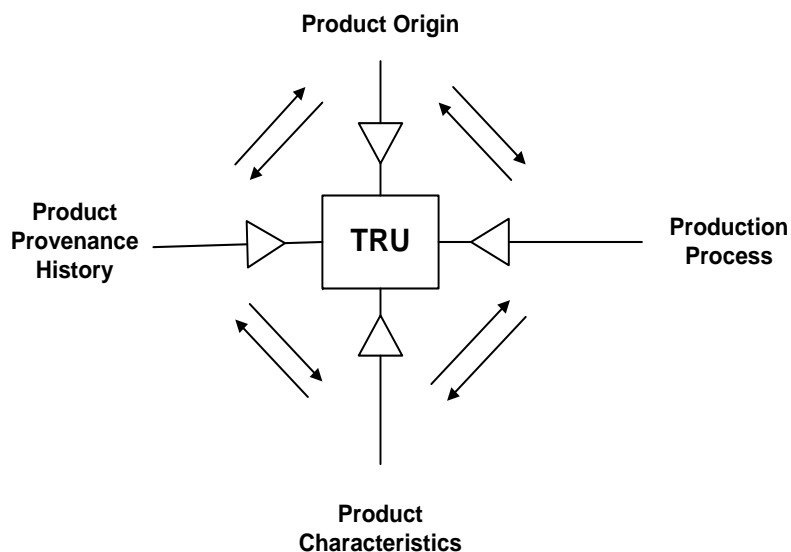 Product Origin
Product
Provenance
History
TRU
Production
Process
Product
Characteristics